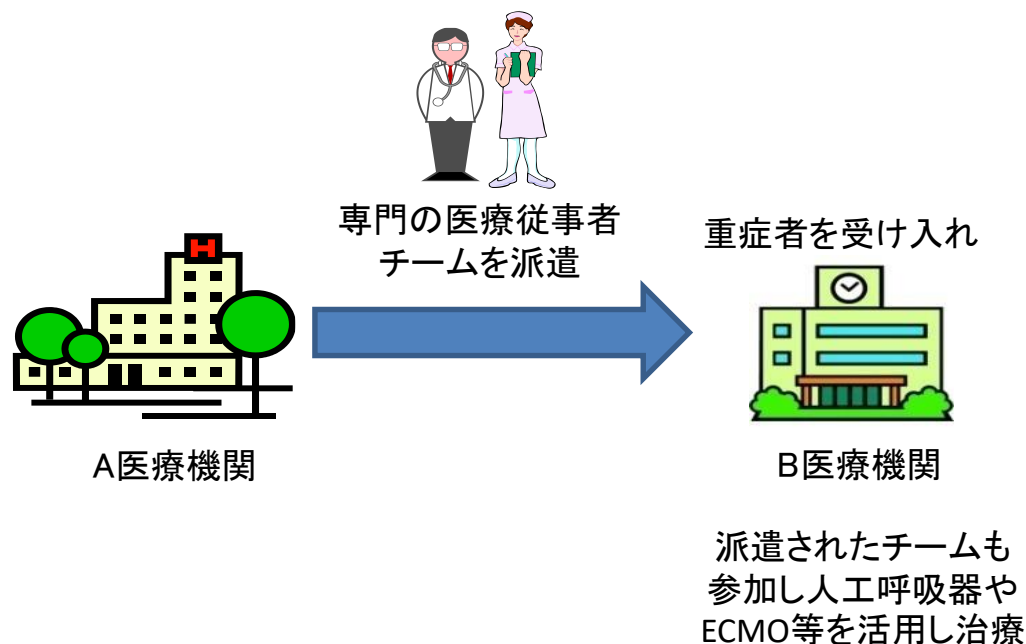 専門の医療従事者
チームを派遣
重症者を受け入れ
H
A医療機関
B医療機関
派遣されたチームも
参加し人工呼吸器や
ECMO等を活用し治療